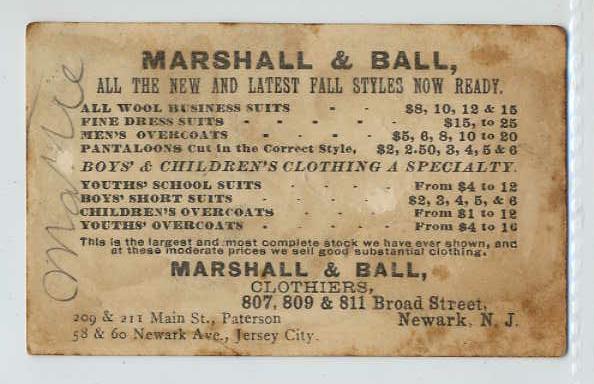 MARSHALL & BALL,
ALL THE NEW AND LATEST FALL STYLES NOW READY.
ALL WOOL BUSINESS SUITS - - $8, 10, 12 & 15
FINE DRESS SUITS - - - - - $15, to 25
MEN'S OVERCOATS - - - - $5, 6, 8, 10 to 20
PANTALOONS Cut in the Correct Style, $2, 2.50, 3, 4, 5 & 6
BOYS' & CHILDREN'S CLOTHING A SPECIALTY.
YOUTHS' SCHOOL SUITS - - - - From $4 to 12
BOYS' SHORT SUITS - - - - $2, 3, 4, 5, & 6
CHILDREN'S OVERCOATS - - - From $1 to 12
YOUTHS' OVERCOATS - - - - From $4 to 16
This is the largest and most complete stock we have ever shown, and
at these moderate prices we sell good substantial clothing.
MARSHALL & BALL,
CLOTHIERS,
807, 809 & 811 Broad Street,
209 & 211 Main St., Paterson Newark, N. J.
58 & 60 Newark Ave., Jersey City.